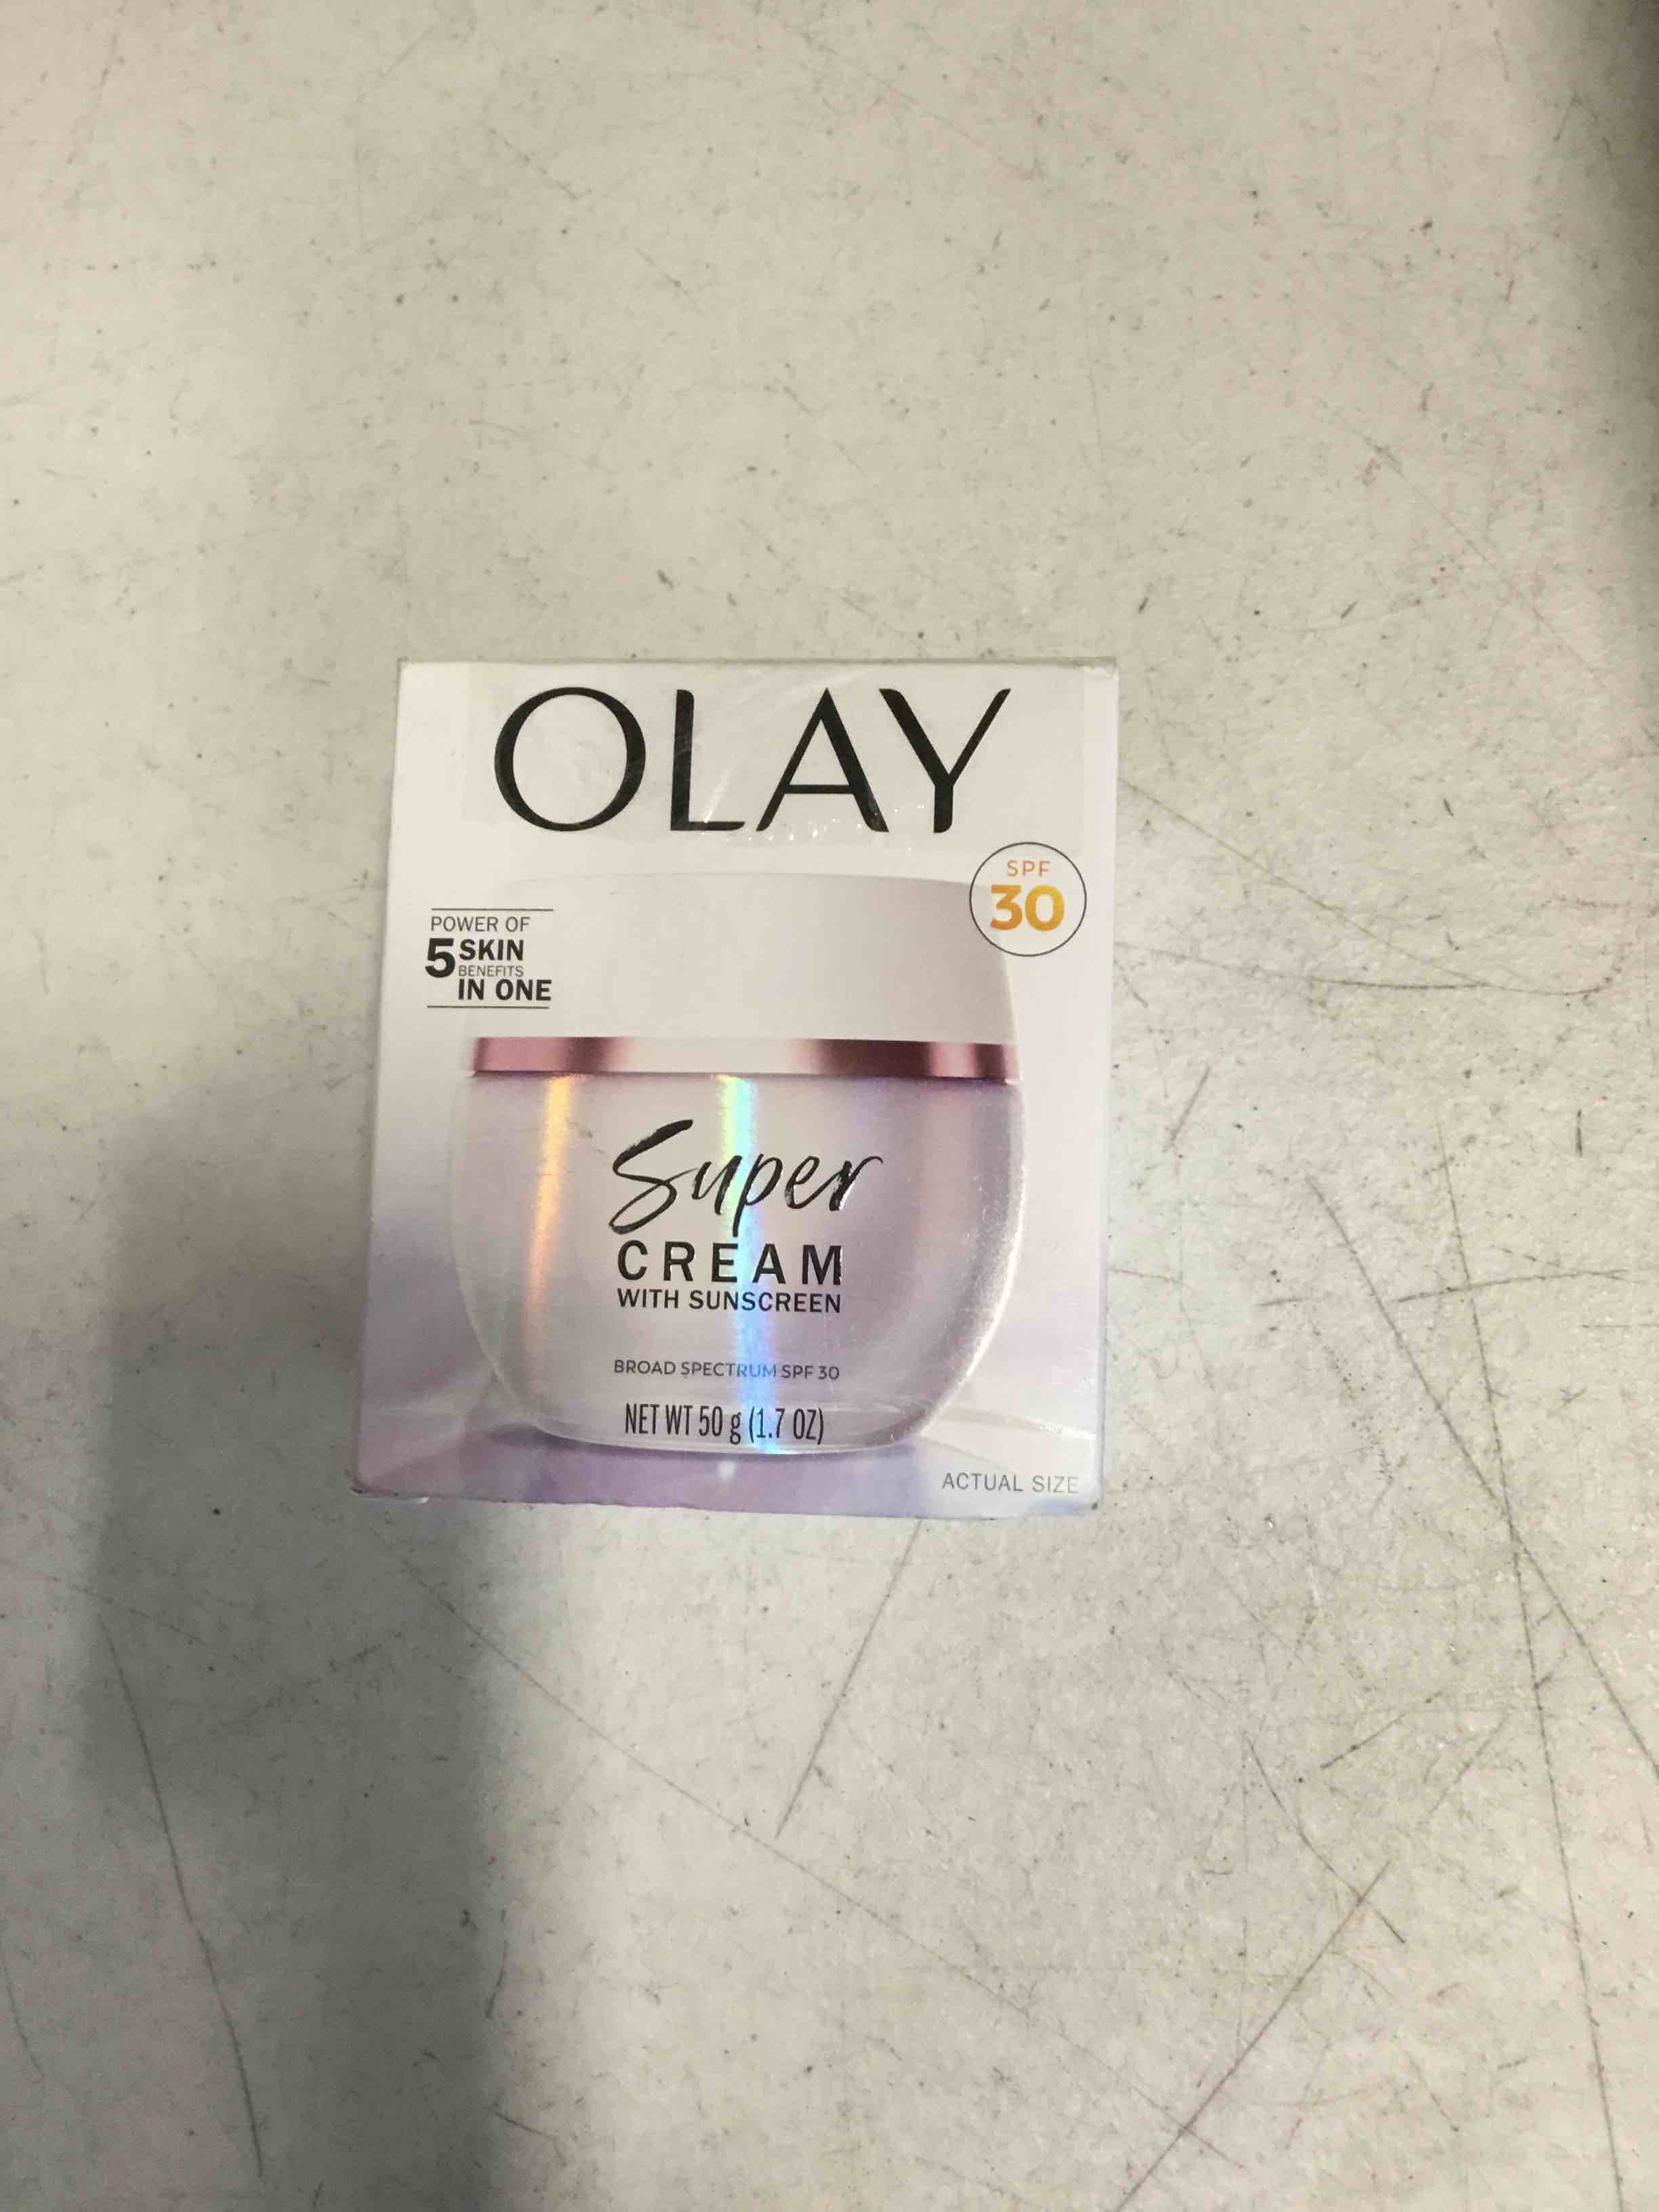 OLAY
SPF
30
POWER OF
5 SKIN
BENEFITS
IN ONE
Super
CREAM
WITH SUNSCREEN
BROAD SPECTRUM SPF 30
NET WT 50 g (1.7 OZ)
ACTUAL SIZE